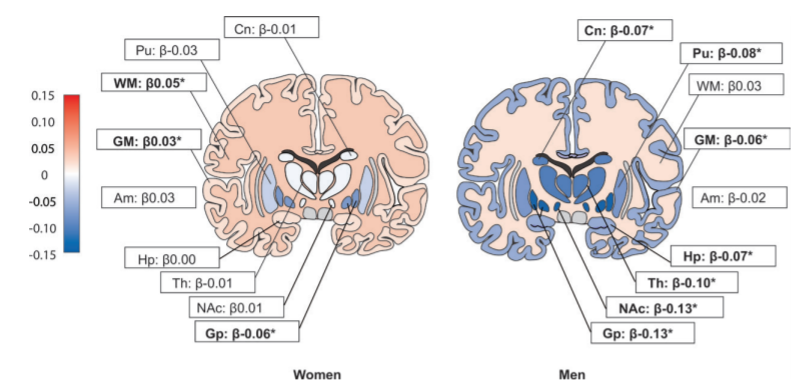 Cn: β-0.01
Pu: β-0.03
WM: β0.05*
GM: β0.03*
Am: β0.03
Hp: β0.00
Th: β-0.01
NAc: β0.01
Gp: β-0.06*
0.15
0.10
0.05
0
-0.05
-0.10
-0.15
Women
Cn: β-0.07*
Pu: β-0.08*
WM: β0.03
GM: β-0.06*
Am: β-0.02
Hp: β-0.07*
Th: β-0.10*
NAc: β-0.13*
Gp: β-0.13*
Men